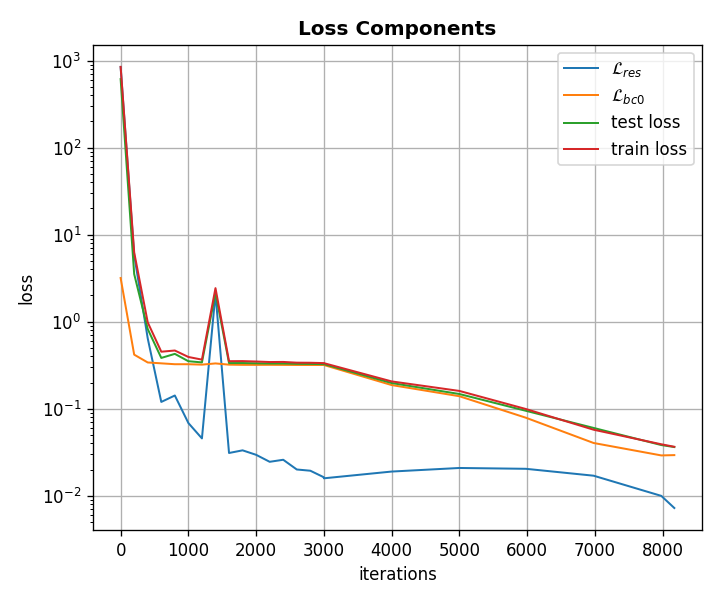 Loss Components
loss
10³
10²
10¹
10⁰
10⁻¹
10⁻²
ℒ_res
ℒ_bc0
test loss
train loss
0 1000 2000 3000 4000 5000 6000 7000 8000
iterations